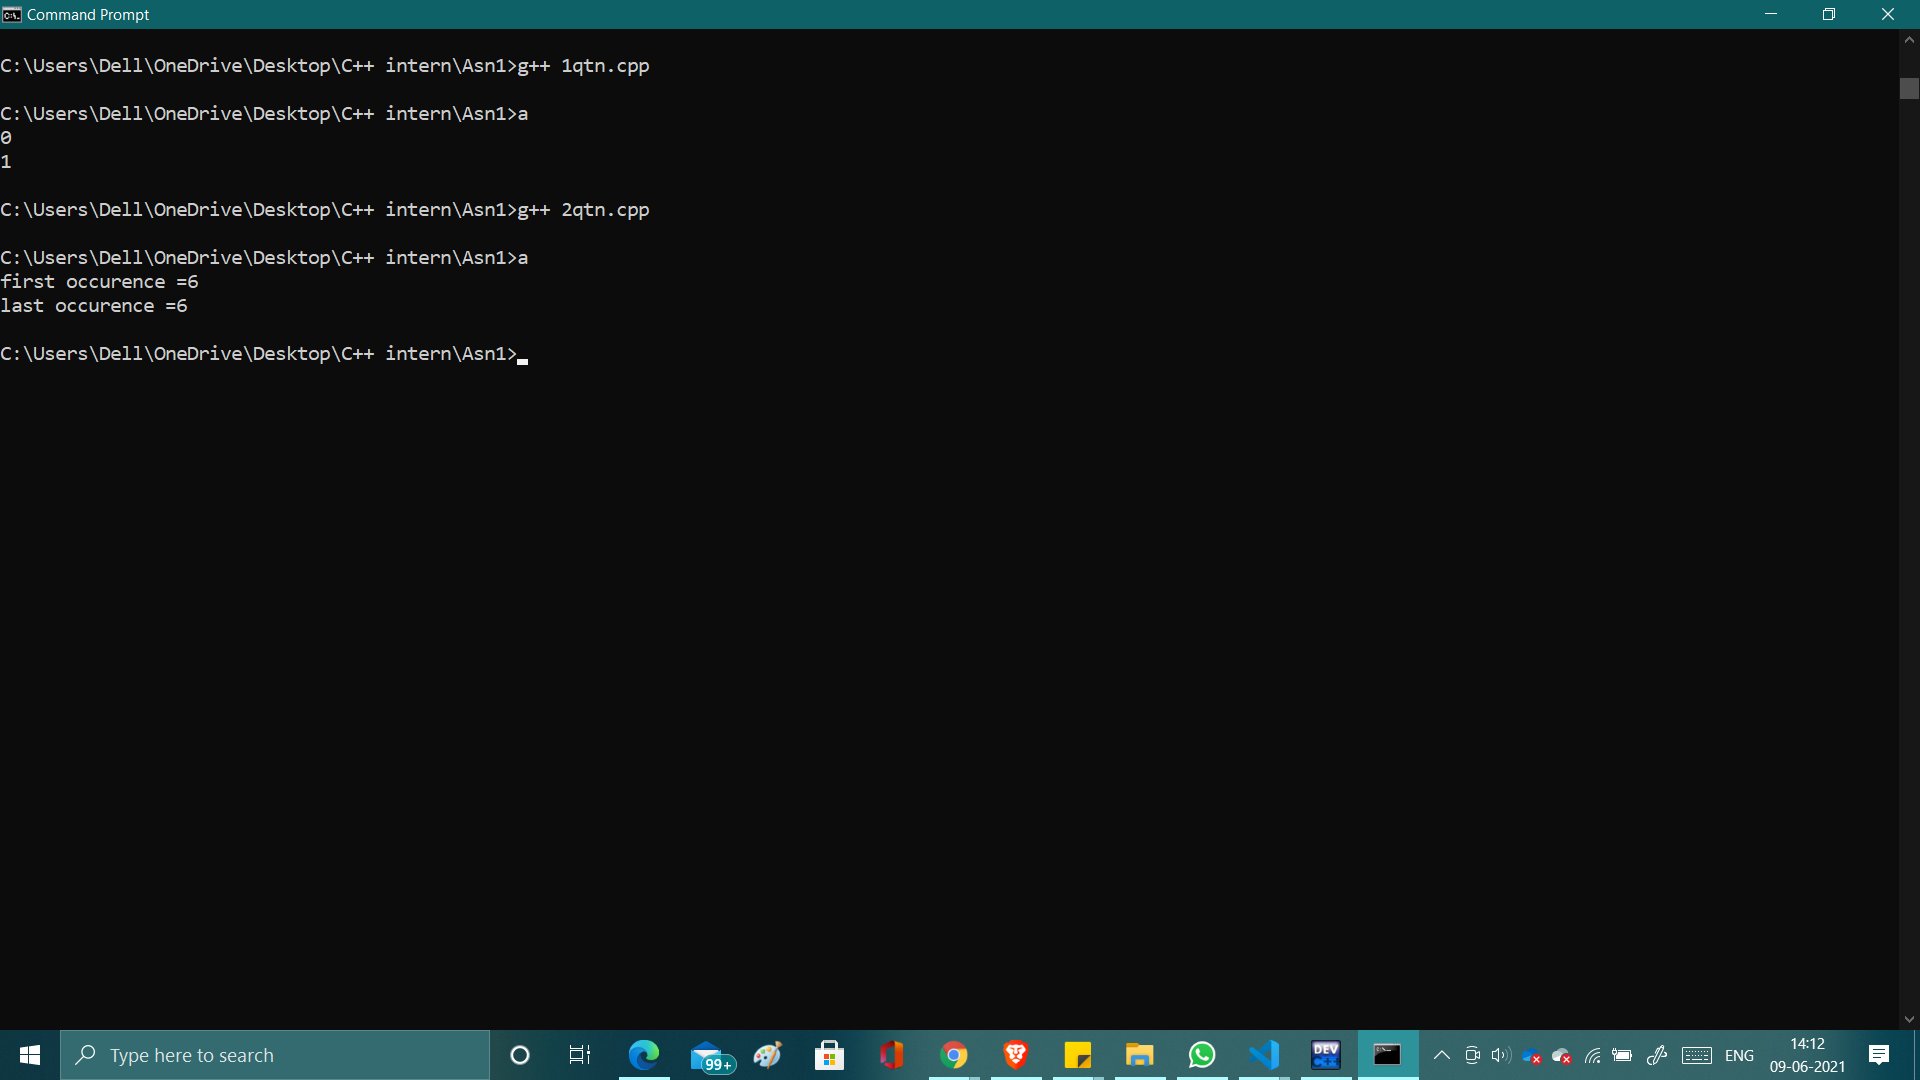 Command Prompt
C:\Users\Dell\OneDrive\Desktop\C++ intern\Asn1>g++ 1qtn.cpp
C:\Users\Dell\OneDrive\Desktop\C++ intern\Asn1>a
0
1
C:\Users\Dell\OneDrive\Desktop\C++ intern\Asn1>g++ 2qtn.cpp
C:\Users\Dell\OneDrive\Desktop\C++ intern\Asn1>a
first occurence =6
last occurence =6
C:\Users\Dell\OneDrive\Desktop\C++ intern\Asn1>
Type here to search
99+
DEV C++
ENG
14:12
09-06-2021